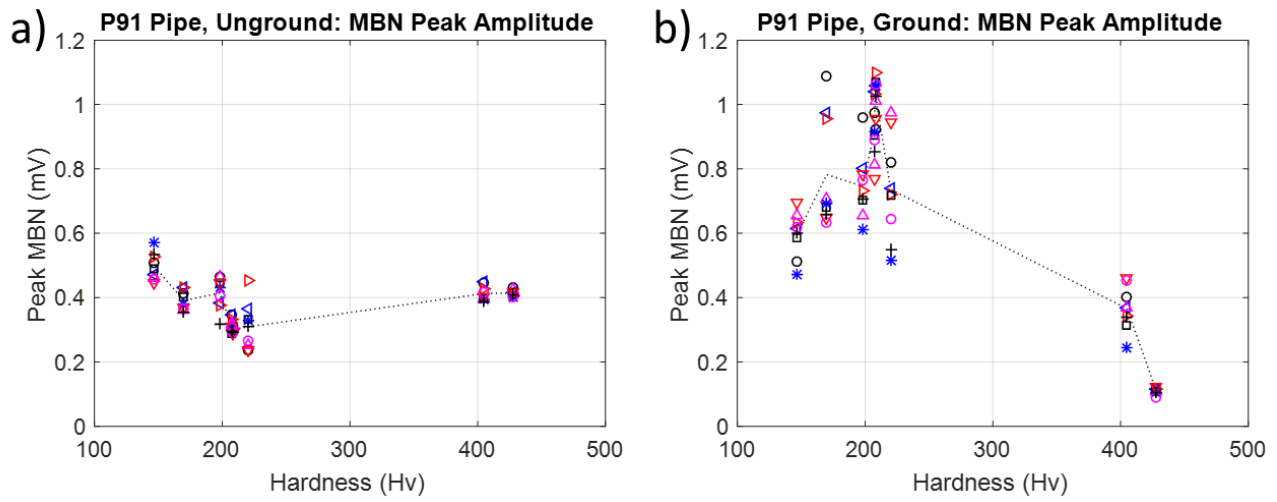 a)
P91 Pipe, Unground: MBN Peak Amplitude
1.2
1
0.8
0.6
0.4
0.2
0
Peak MBN (mV)
100 200 300 400 500
Hardness (Hv)
b)
P91 Pipe, Ground: MBN Peak Amplitude
1.2
1
0.8
0.6
0.4
0.2
0
Peak MBN (mV)
100 200 300 400 500
Hardness (Hv)